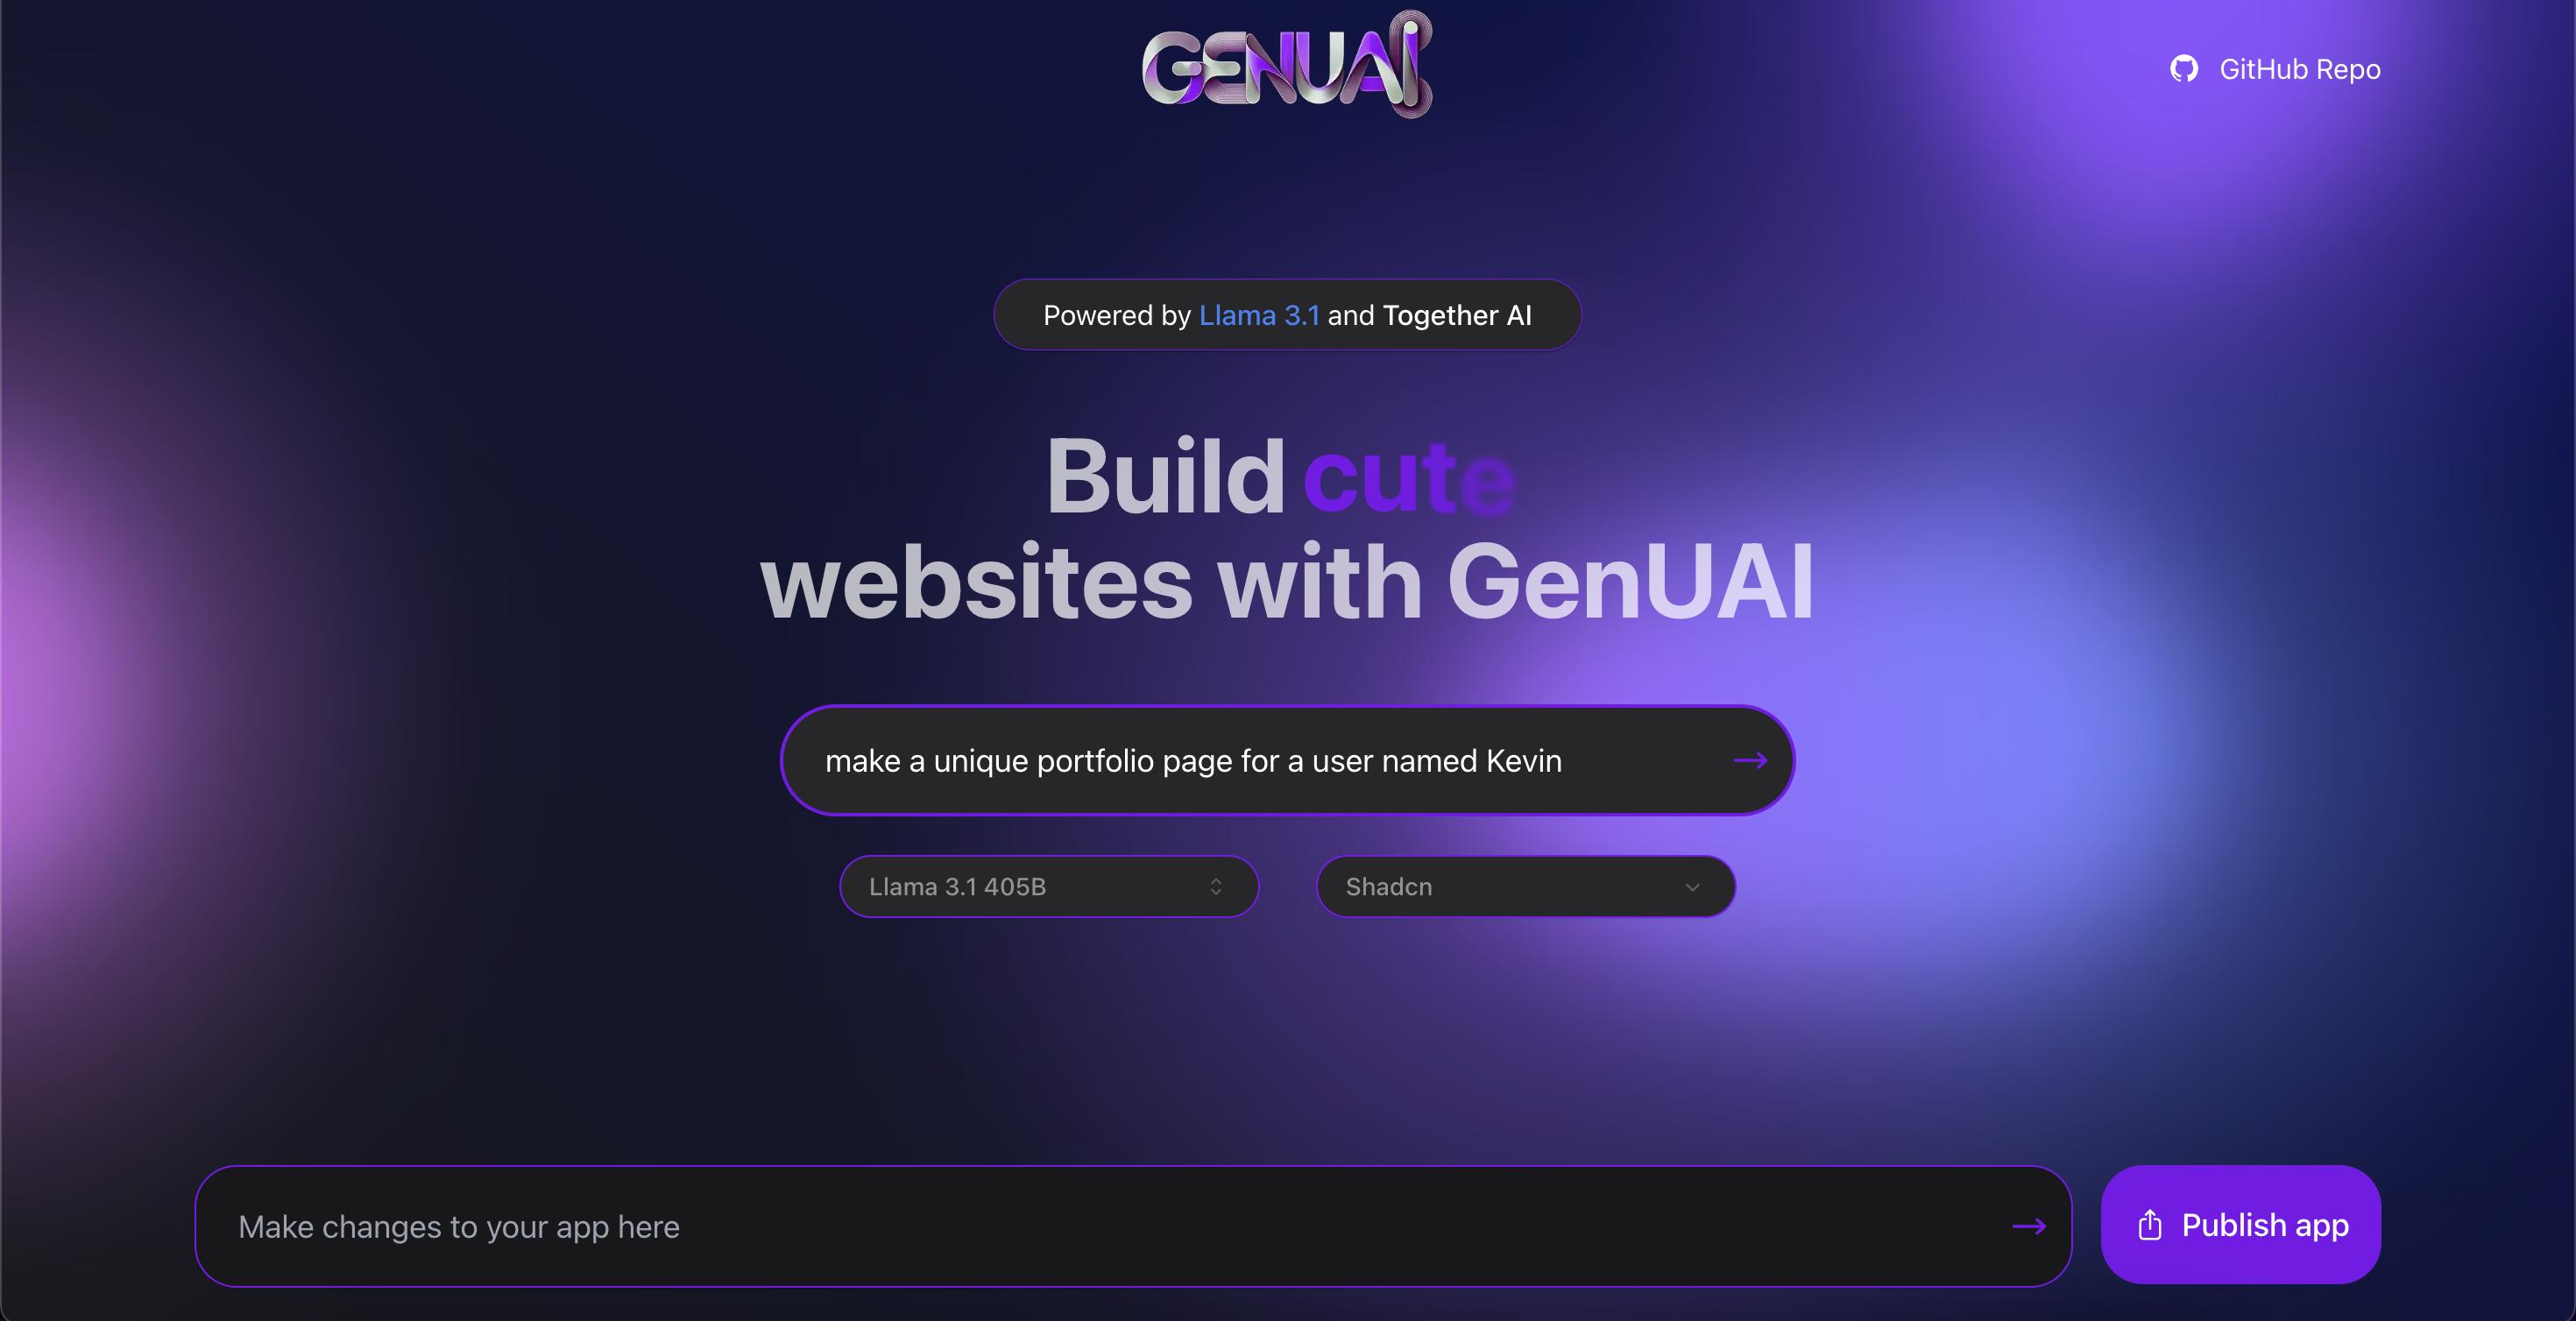 GENUAI
GitHub Repo
Powered by Llama 3.1 and Together AI
Build cute
websites with GenUAI
make a unique portfolio page for a user named Kevin
Llama 3.1 405B
Shadcn
Make changes to your app here
Publish app